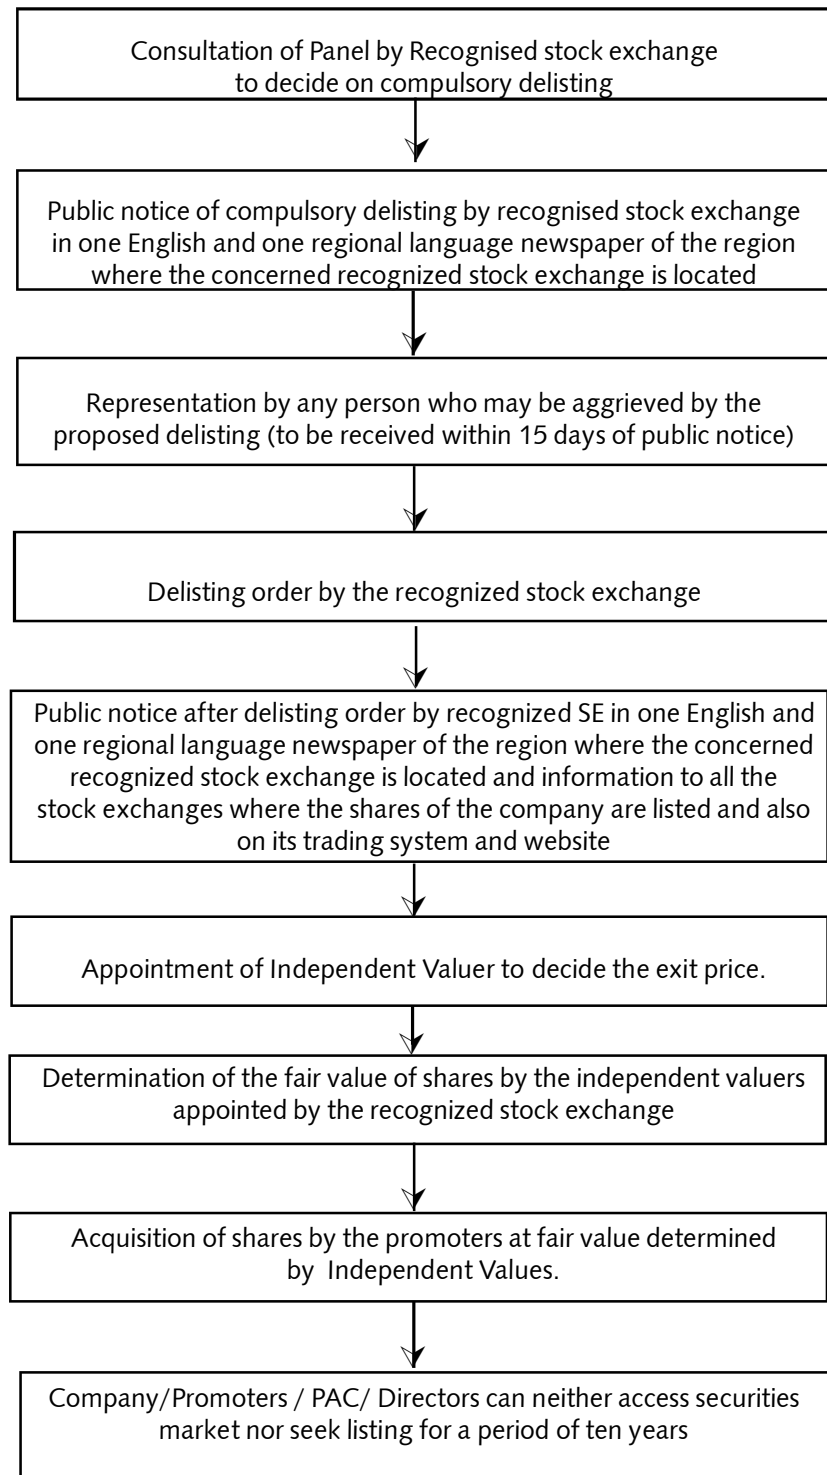 Consultation of Panel by Recognised stock exchange
to decide on compulsory delisting
Public notice of compulsory delisting by recognised stock exchange
in one English and one regional language newspaper of the region
where the concerned recognized stock exchange is located
Representation by any person who may be aggrieved by the
proposed delisting (to be received within 15 days of public notice)
Delisting order by the recognized stock exchange
Public notice after delisting order by recognized SE in one English and
one regional language newspaper of the region where the concerned
recognized stock exchange is located and information to all the
stock exchanges where the shares of the company are listed and also
on its trading system and website
Appointment of Independent Valuer to decide the exit price.
Determination of the fair value of shares by the independent valuers
appointed by the recognized stock exchange
Acquisition of shares by the promoters at fair value determined
by Independent Values.
Company/Promoters / PAC/ Directors can neither access securities
market nor seek listing for a period of ten years